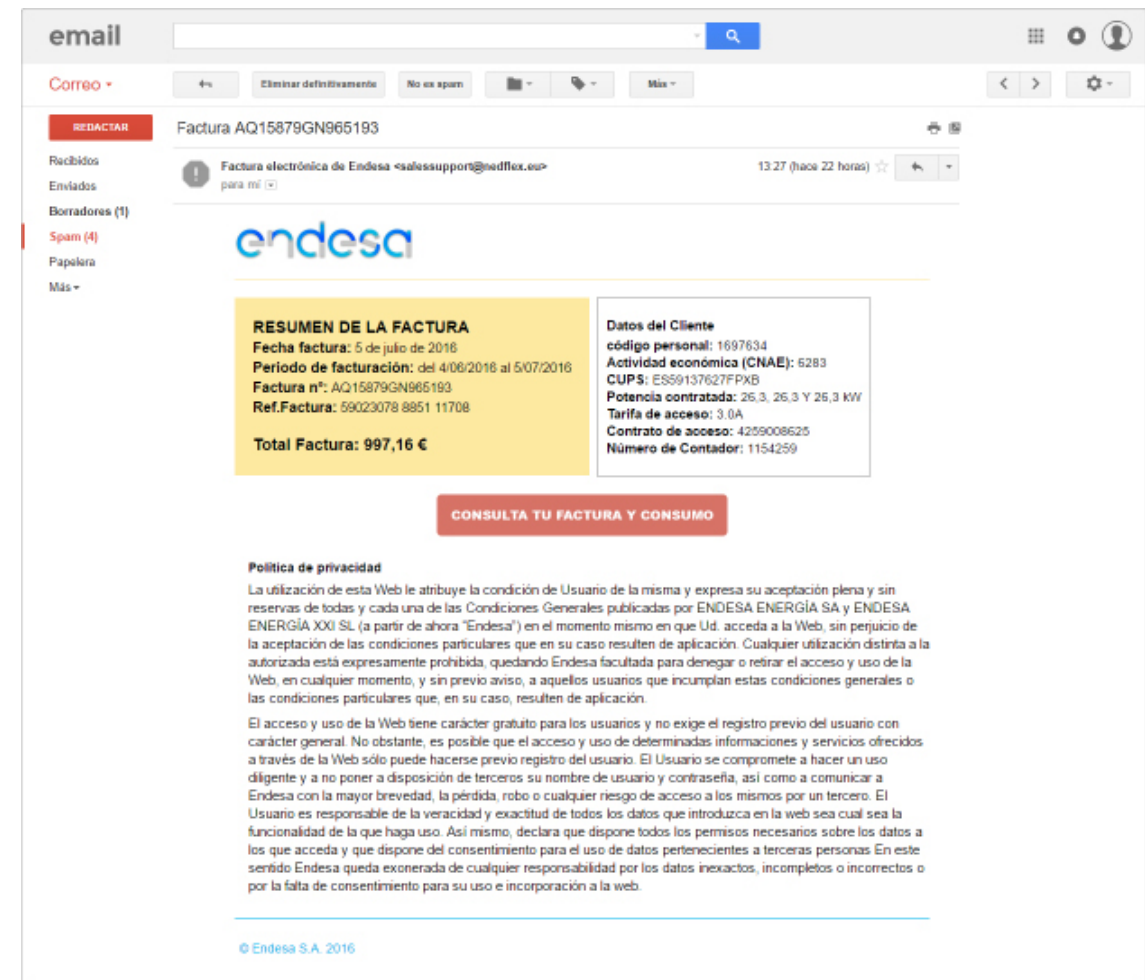 email
Correo
Eliminar definitivamente
No es spam
Más
REDACTAR
Factura AQ15879GN965193
Recibidos
Enviados
Borradores (1)
Spam (4)
Papelera
Más
Factura electrónica de Endesa <salessupport@nedflex.eu>
13:27 (hace 22 horas)
para mí
endesa
RESUMEN DE LA FACTURA
Fecha factura: 5 de julio de 2016
Periodo de facturación: del 4/06/2016 al 5/07/2016
Factura nº: AQ15879GN965193
Ref.Factura: 59023078 8851 11708
Total Factura: 997,16 €
Datos del Cliente
código personal: 1697634
Actividad económica (CNAE): 6283
CUPS: ES59137627FPXB
Potencia contratada: 26,3, 26,3 Y 26,3 kW
Tarifa de acceso: 3.0A
Contrato de acceso: 4259008625
Número de Contador: 1154259
CONSULTA TU FACTURA Y CONSUMO
Política de privacidad
La utilización de esta Web le atribuye la condición de Usuario de la misma y expresa su aceptación plena y sin
reservas de todas y cada una de las Condiciones Generales publicadas por ENDESA ENERGÍA SA y ENDESA
ENERGÍA XXI SL (a partir de ahora "Endesa") en el momento mismo en que Ud. acceda a la Web, sin perjuicio de
la aceptación de las condiciones particulares que en su caso resulten de aplicación. Cualquier utilización distinta a la
autorizada está expresamente prohibida, quedando Endesa facultada para denegar o retirar el acceso y uso de la
Web, en cualquier momento, y sin previo aviso, a aquellos usuarios que incumplan estas condiciones generales o
las condiciones particulares que, en su caso, resulten de aplicación.
El acceso y uso de la Web tiene carácter gratuito para los usuarios y no exige el registro previo del usuario con
carácter general. No obstante, es posible que el acceso y uso de determinadas informaciones y servicios ofrecidos
a través de la Web sólo puede hacerse previo registro del usuario. El Usuario se compromete a hacer un uso
diligente y a no poner a disposición de terceros su nombre de usuario y contraseña, así como a comunicar a
Endesa con la mayor brevedad, la pérdida, robo o cualquier riesgo de acceso a los mismos por un tercero. El
Usuario es responsable de la veracidad y exactitud de todos los datos que introduzca en la web sea cual sea la
funcionalidad de la que haga uso. Así mismo, declara que dispone todos los permisos necesarios sobre los datos a
los que acceda y que dispone del consentimiento para el uso de datos pertenecientes a terceras personas En este
sentido Endesa queda exonerada de cualquier responsabilidad por los datos inexactos, incompletos o incorrectos o
por la falta de consentimiento para su uso e incorporación a la web.
© Endesa S.A. 2016